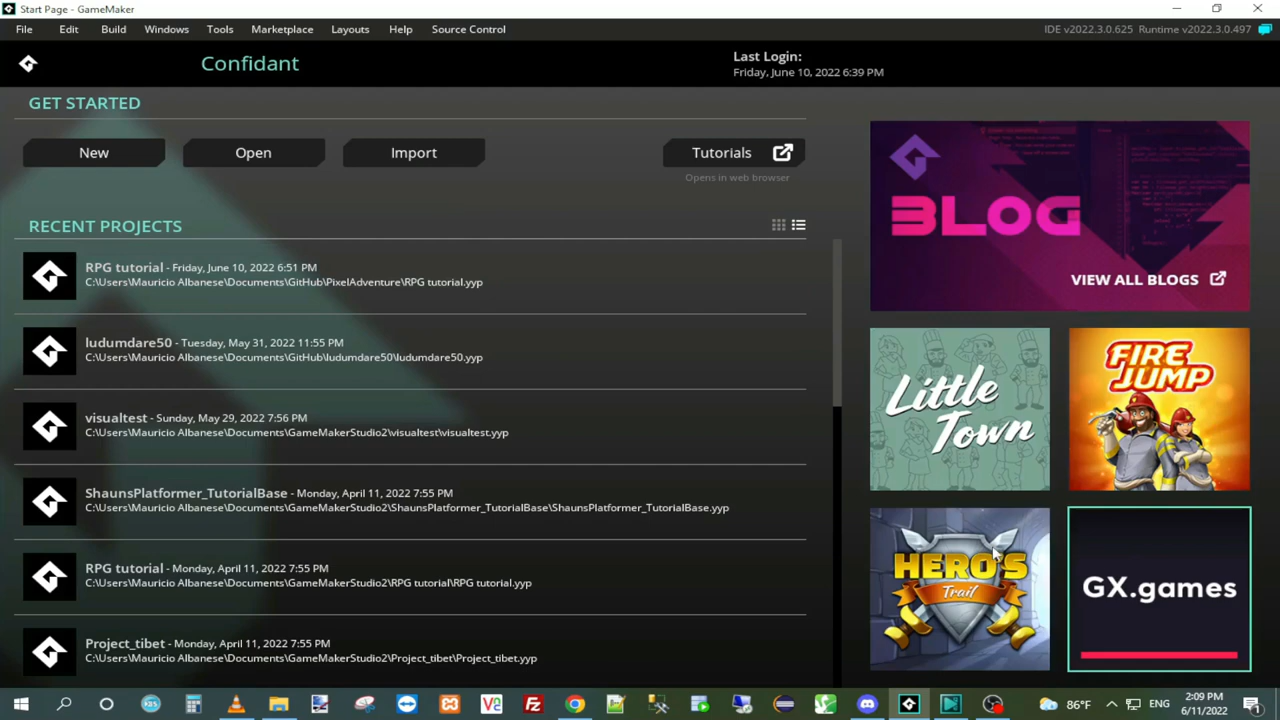 Start Page - GameMaker
File Edit Build Windows Tools Marketplace Layouts Help Source Control
IDE v2022.3.0.625 Runtime v2022.3.0.497
Confidant
Last Login:
Friday, June 10, 2022 6:39 PM
GET STARTED
New
Open
Import
Tutorials
Opens in web browser
RECENT PROJECTS
RPG tutorial - Friday, June 10, 2022 6:51 PM
C:\Users\Mauricio Albanese\Documents\GitHub\PixelAdventure\RPG tutorial.yyp
ludumdare50 - Tuesday, May 31, 2022 11:55 PM
C:\Users\Mauricio Albanese\Documents\GitHub\ludumdare50\ludumdare50.yyp
visualtest - Sunday, May 29, 2022 7:56 PM
C:\Users\Mauricio Albanese\Documents\GameMakerStudio2\visualtest\visualtest.yyp
ShaunsPlatformer_TutorialBase - Monday, April 11, 2022 7:55 PM
C:\Users\Mauricio Albanese\Documents\GameMakerStudio2\ShaunsPlatformer_TutorialBase\ShaunsPlatformer_TutorialBase.yyp
RPG tutorial - Monday, April 11, 2022 7:55 PM
C:\Users\Mauricio Albanese\Documents\GameMakerStudio2\RPG tutorial\RPG tutorial.yyp
Project_tibet - Monday, April 11, 2022 7:55 PM
C:\Users\Mauricio Albanese\Documents\GameMakerStudio2\Project_tibet\Project_tibet.yyp
BLOG
VIEW ALL BLOGS
Little
Town
FIRE
JUMP
HERO'S
Trail
GX.games
86°F
ENG
2:09 PM
6/11/2022